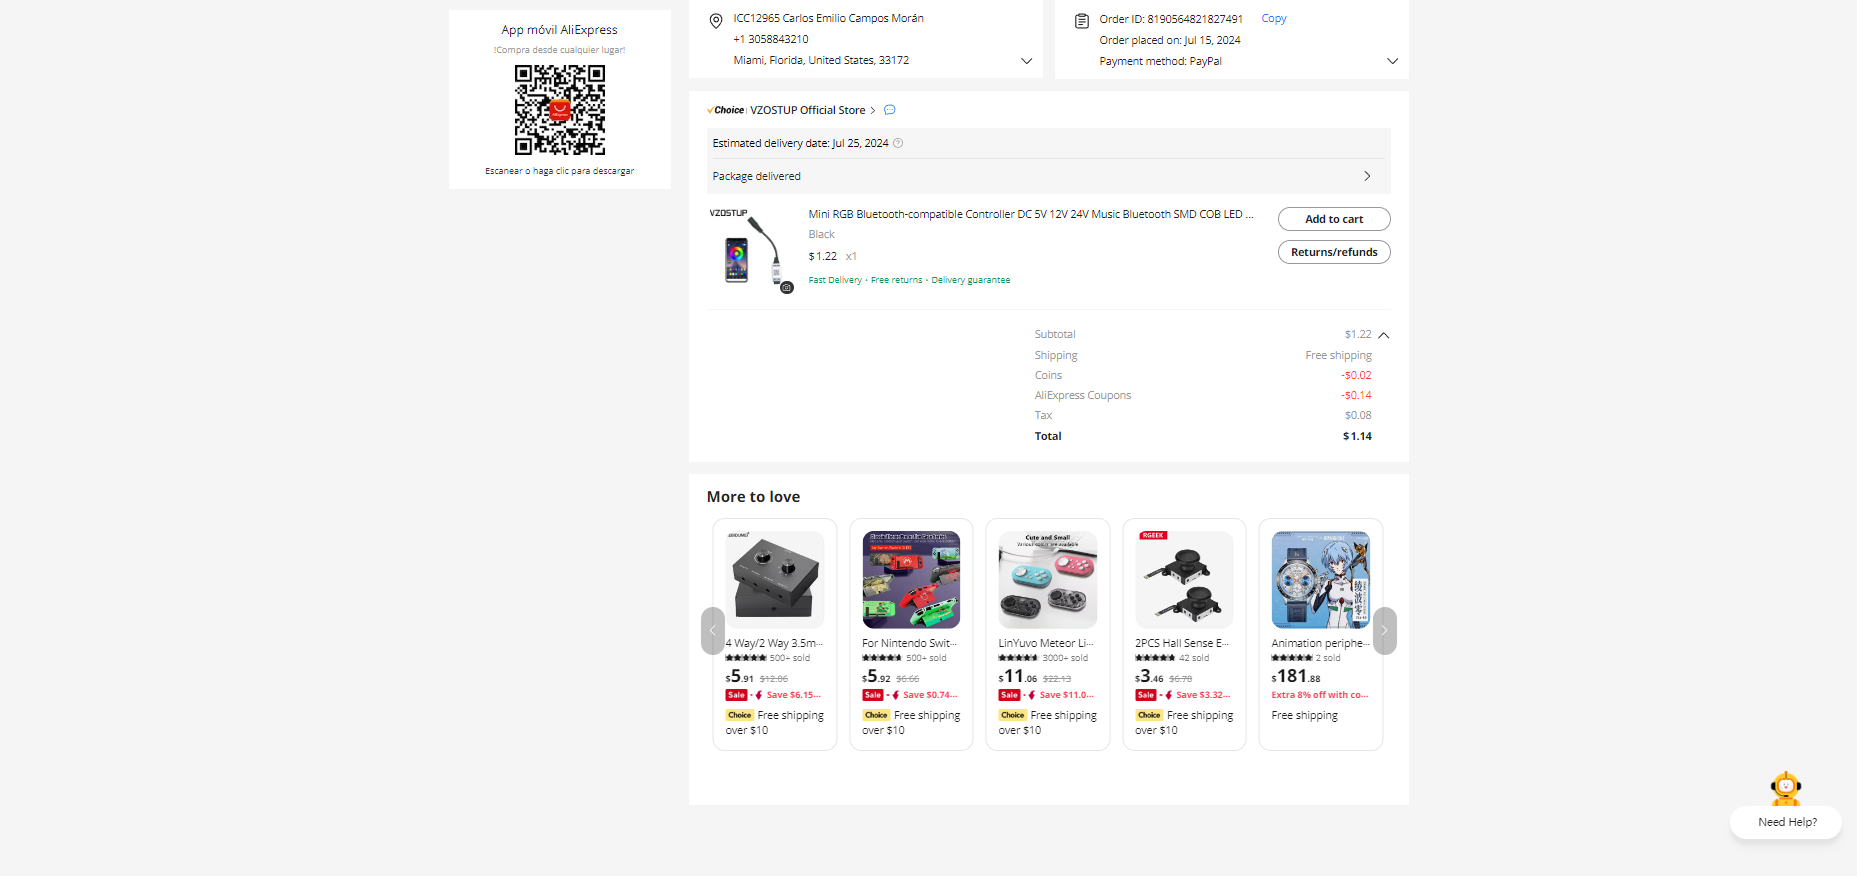 App móvil AliExpress
!Compra desde cualquier lugar!
Escanear o haga clic para descargar
ICC12965 Carlos Emilio Campos Morán
+1 3058843210
Miami, Florida, United States, 33172
Order ID: 8190564821827491 Copy
Order placed on: Jul 15, 2024
Payment method: PayPal
Choice VZOSTUP Official Store
Estimated delivery date: Jul 25, 2024
Package delivered
VZOSTUP
Mini RGB Bluetooth-compatible Controller DC 5V 12V 24V Music Bluetooth SMD COB LED ...
Black
$1.22 x1
Fast Delivery · Free returns · Delivery guarantee
Add to cart
Returns/refunds
Subtotal $1.22
Shipping Free shipping
Coins -$0.02
AliExpress Coupons -$0.14
Tax $0.08
Total $1.14
More to love
4 Way/2 Way 3.5m...
500+ sold
$5.91 $12.06
Sale · Save $6.15...
Choice Free shipping
over $10
For Nintendo Swit...
500+ sold
$5.92 $6.66
Sale · Save $0.74...
Choice Free shipping
over $10
Cute and Small
Various colors are available
LinYuvo Meteor Li...
3000+ sold
$11.06 $22.13
Sale · Save $11.0...
Choice Free shipping
over $10
RGEEK
2PCS Hall Sense E...
42 sold
$3.46 $6.78
Sale · Save $3.32...
Choice Free shipping
over $10
Animation periphe...
2 sold
$181.88
Extra 8% off with co...
Free shipping
Need Help?